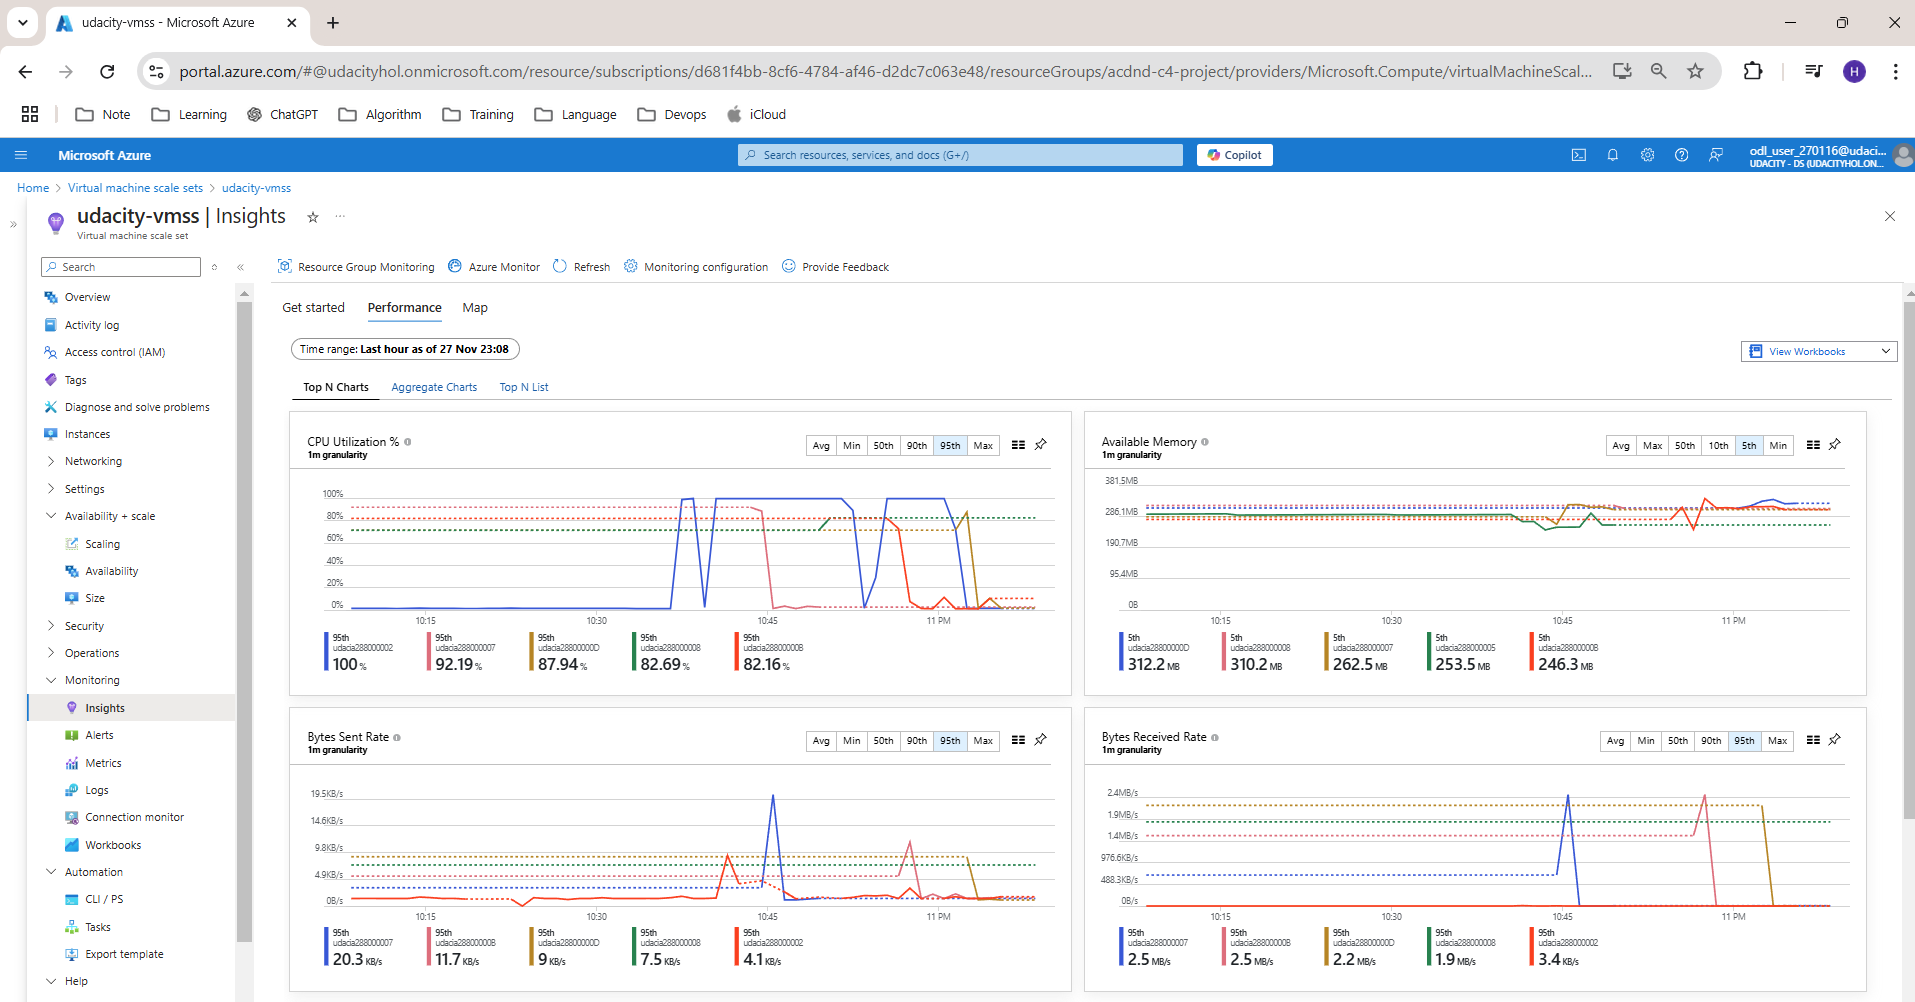 udacity-vmss - Microsoft Azure
portal.azure.com/#@udacityhol.onmicrosoft.com/resource/subscriptions/d681f4bb-8cf6-4784-af46-d2dc7c063e48/resourceGroups/acdnd-c4-project/providers/Microsoft.Compute/virtualMachineScal...
H
Note Learning ChatGPT Algorithm Training Language Devops iCloud
Microsoft Azure
Search resources, services, and docs (G+/)
Copilot
odl_user_270116@udaci...
UDACITY - DS (UDACITYHOL.ON...
Home > Virtual machine scale sets > udacity-vmss
udacity-vmss | Insights
Virtual machine scale set
Search
Resource Group Monitoring Azure Monitor Refresh Monitoring configuration Provide Feedback
Overview
Activity log
Access control (IAM)
Tags
Diagnose and solve problems
Instances
Networking
Settings
Availability + scale
Scaling
Availability
Size
Security
Operations
Monitoring
Insights
Alerts
Metrics
Logs
Connection monitor
Workbooks
Automation
CLI / PS
Tasks
Export template
Help
Get started Performance Map
Time range: Last hour as of 27 Nov 23:08
View Workbooks
Top N Charts Aggregate Charts Top N List
CPU Utilization %
1m granularity
Avg Min 50th 90th 95th Max
100%
80%
60%
40%
20%
0%
10:15 10:30 10:45 11 PM
95th 95th 95th 95th 95th
udacia288000002 udacia288000007 udacia28800000D udacia288000008 udacia28800000B
100 % 92.19 % 87.94 % 82.69 % 82.16 %
Available Memory
1m granularity
Avg Max 50th 10th 5th Min
381.5MB
286.1MB
190.7MB
95.4MB
0B
10:15 10:30 10:45 11 PM
5th 5th 5th 5th 5th
udacia28800000D udacia288000008 udacia288000007 udacia288000005 udacia28800000B
312.2 MB 310.2 MB 262.5 MB 253.5 MB 246.3 MB
Bytes Sent Rate
1m granularity
Avg Min 50th 90th 95th Max
19.5KB/s
14.6KB/s
9.8KB/s
4.9KB/s
0B/s
10:15 10:30 10:45 11 PM
95th 95th 95th 95th 95th
udacia288000007 udacia28800000B udacia28800000D udacia288000008 udacia288000002
20.3 KB/s 11.7 KB/s 9 KB/s 7.5 KB/s 4.1 KB/s
Bytes Received Rate
1m granularity
Avg Min 50th 90th 95th Max
2.4MB/s
1.9MB/s
1.4MB/s
976.6KB/s
488.3KB/s
0B/s
10:15 10:30 10:45 11 PM
95th 95th 95th 95th 95th
udacia288000007 udacia28800000B udacia28800000D udacia288000008 udacia288000002
2.5 MB/s 2.5 MB/s 2.2 MB/s 1.9 MB/s 3.4 KB/s